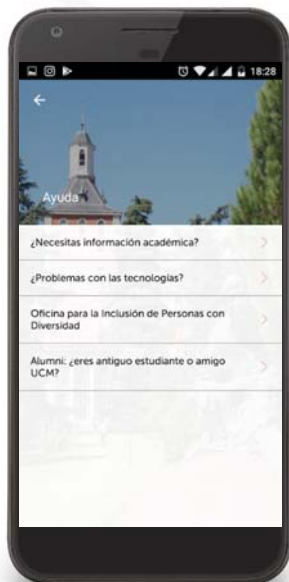 18:28
Ayuda
¿Necesitas información académica?
¿Problemas con las tecnologías?
Oficina para la Inclusión de Personas con
Diversidad
Alumni: ¿eres antiguo estudiante o amigo
UCM?